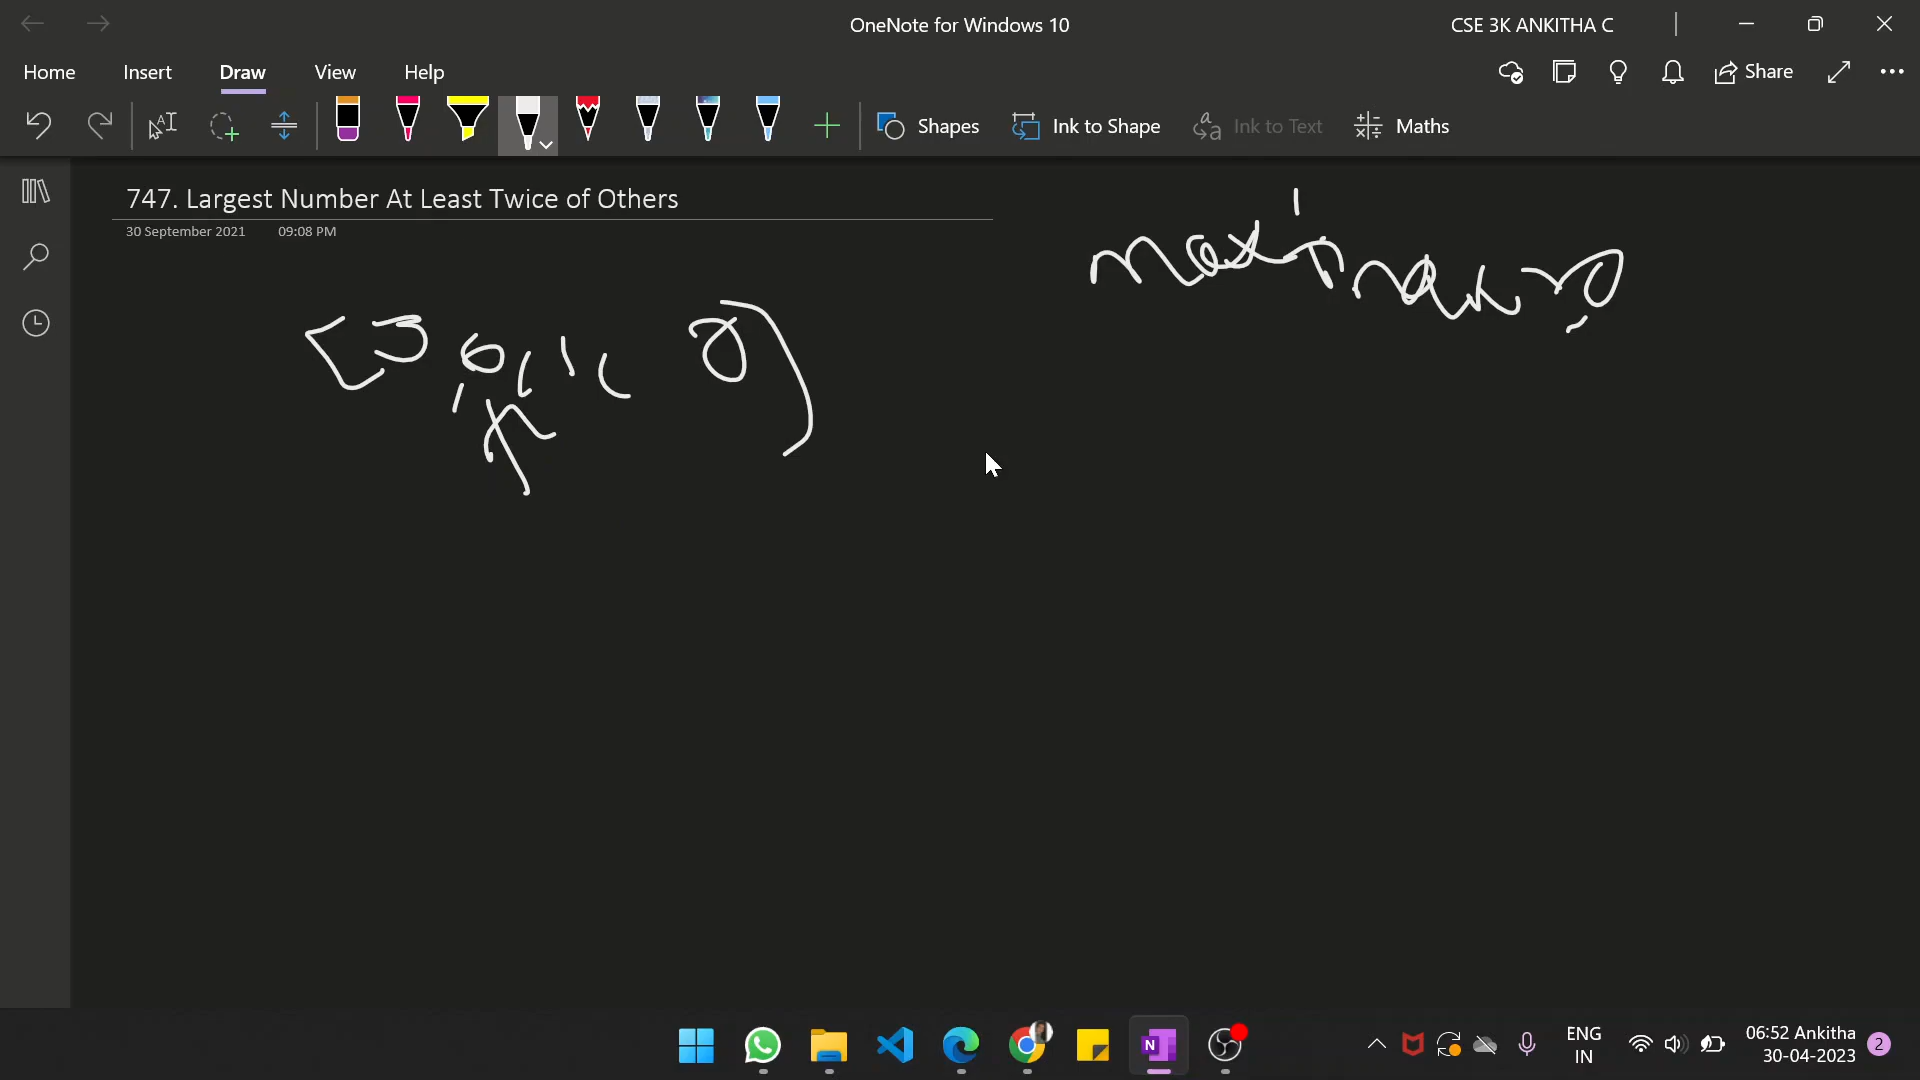 OneNote for Windows 10
CSE 3K ANKITHA C
Home Insert Draw View Help
Share
Shapes Ink to Shape Ink to Text Maths
747. Largest Number At Least Twice of Others
30 September 2021 09:08 PM
[3, 6, 1, 0]
ENG
IN
06:52 Ankitha
30-04-2023
2